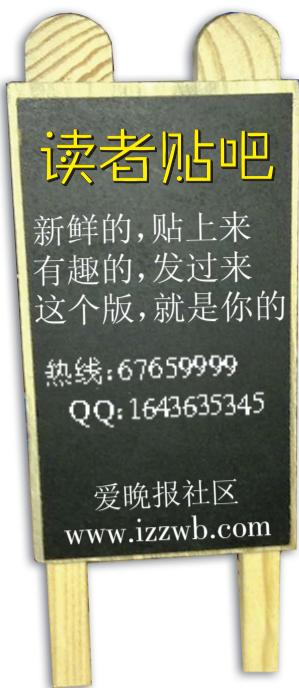 读者贴吧
新鲜的,贴上来
有趣的,发过来
这个版,就是你的
热线:67659999
QQ:1643635345
爱晚报社区
www.izzwb.com